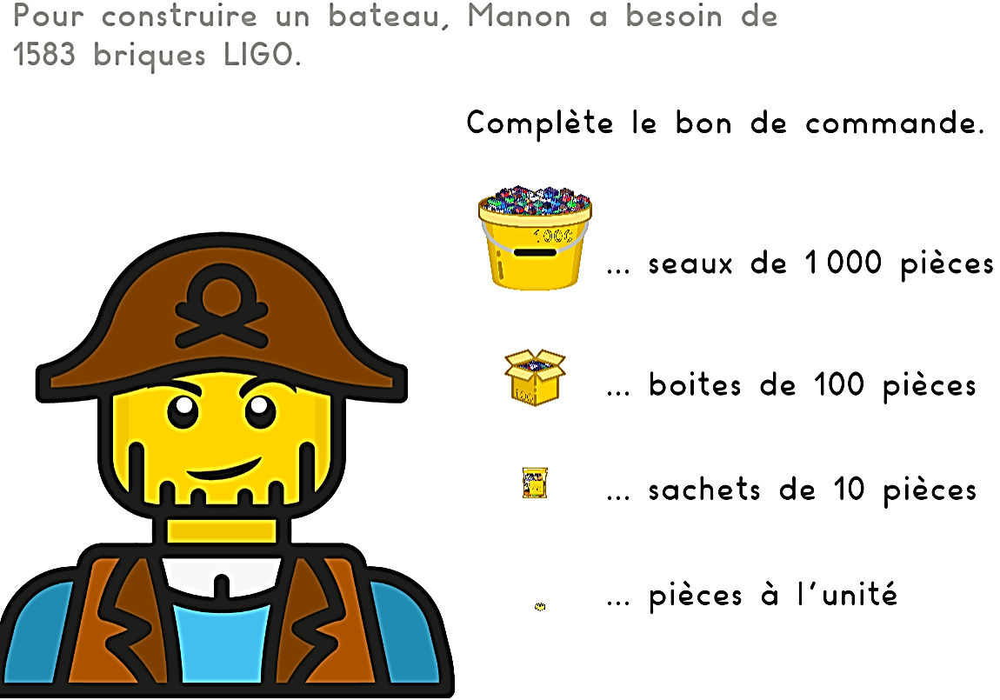 Pour construire un bateau, Manon a besoin de
1583 briques LIGO.
Complète le bon de commande.
1000
... seaux de 1 000 pièces
... boites de 100 pièces
100
... sachets de 10 pièces
... pièces à l'unité